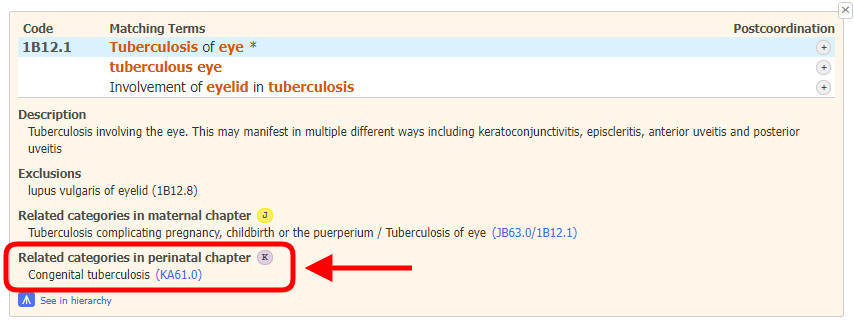 ×
Code Matching Terms Postcoordination
1B12.1 Tuberculosis of eye * +
tuberculous eye +
Involvement of eyelid in tuberculosis +
Description
Tuberculosis involving the eye. This may manifest in multiple different ways including keratoconjunctivitis, episcleritis, anterior uveitis and posterior
uveitis
Exclusions
lupus vulgaris of eyelid (1B12.8)
Related categories in maternal chapter J
Tuberculosis complicating pregnancy, childbirth or the puerperium / Tuberculosis of eye (JB63.0/1B12.1)
Related categories in perinatal chapter K
Congenital tuberculosis (KA61.0)
See in hierarchy